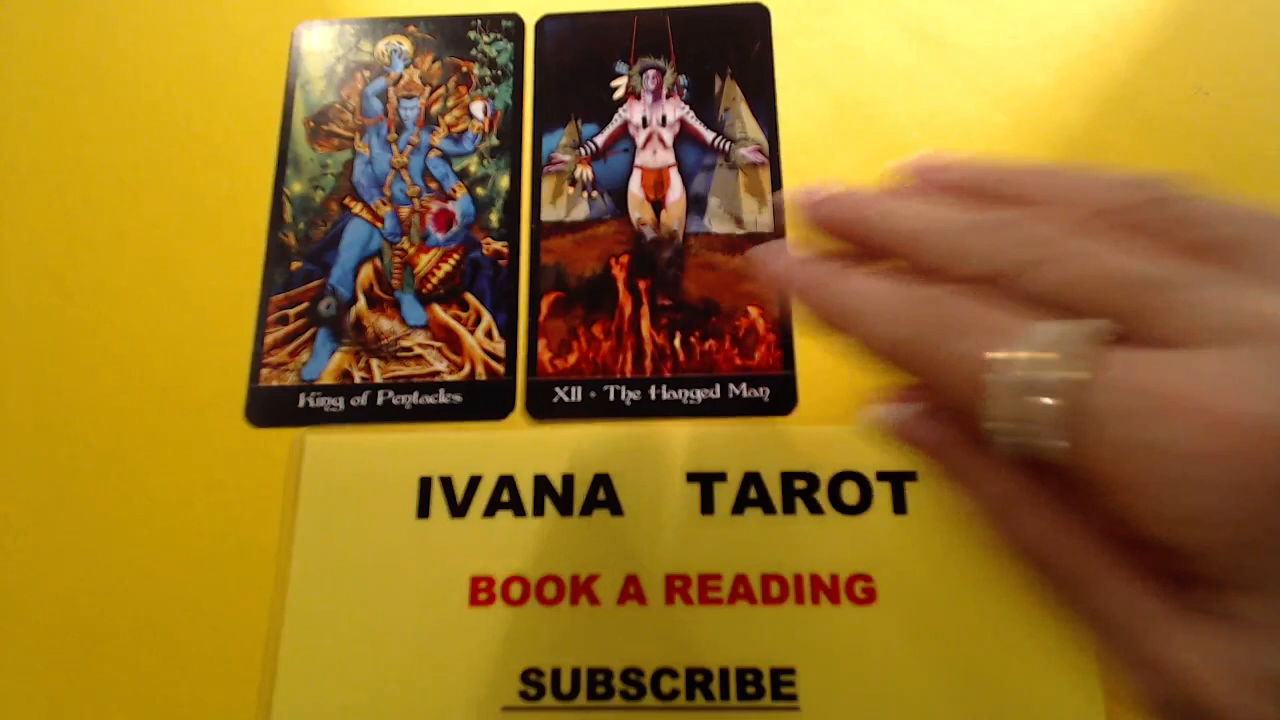 King of Pentacles
XII • The Hanged Man
IVANA TAROT
BOOK A READING
SUBSCRIBE